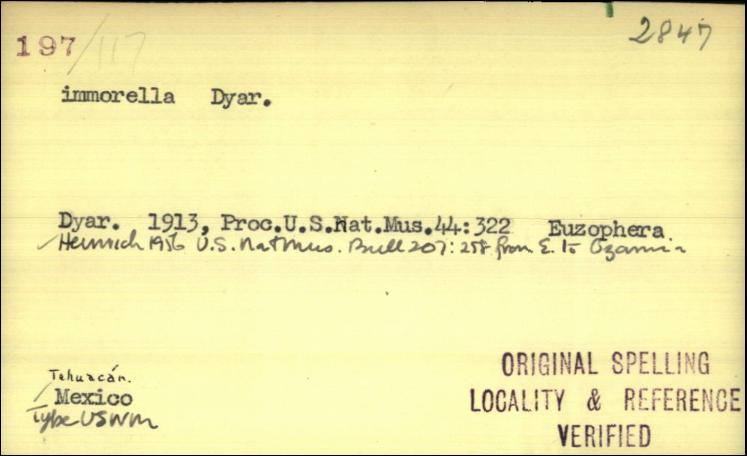 197/117 2847
immorella Dyar.
Dyar. 1913, Proc.U.S.Nat.Mus.44:322 Euzophera
Heinrich 1956 U.S. Nat Mus. Bull 207: 258 from E. to Ozamia
Tehuacán.
Mexico
Type USNM
ORIGINAL SPELLING
LOCALITY & REFERENCE
VERIFIED